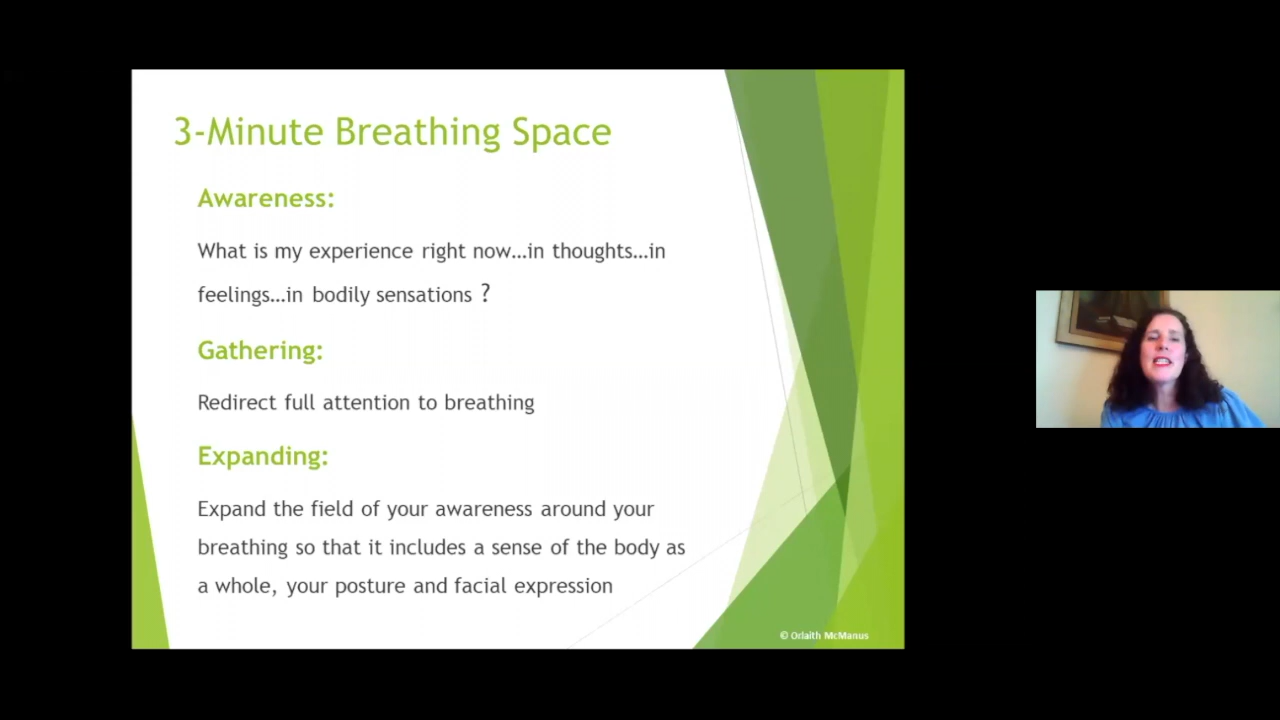 3-Minute Breathing Space
Awareness:
What is my experience right now…in thoughts…in
feelings…in bodily sensations ?
Gathering:
Redirect full attention to breathing
Expanding:
Expand the field of your awareness around your
breathing so that it includes a sense of the body as
a whole, your posture and facial expression
© Orlaith McManus